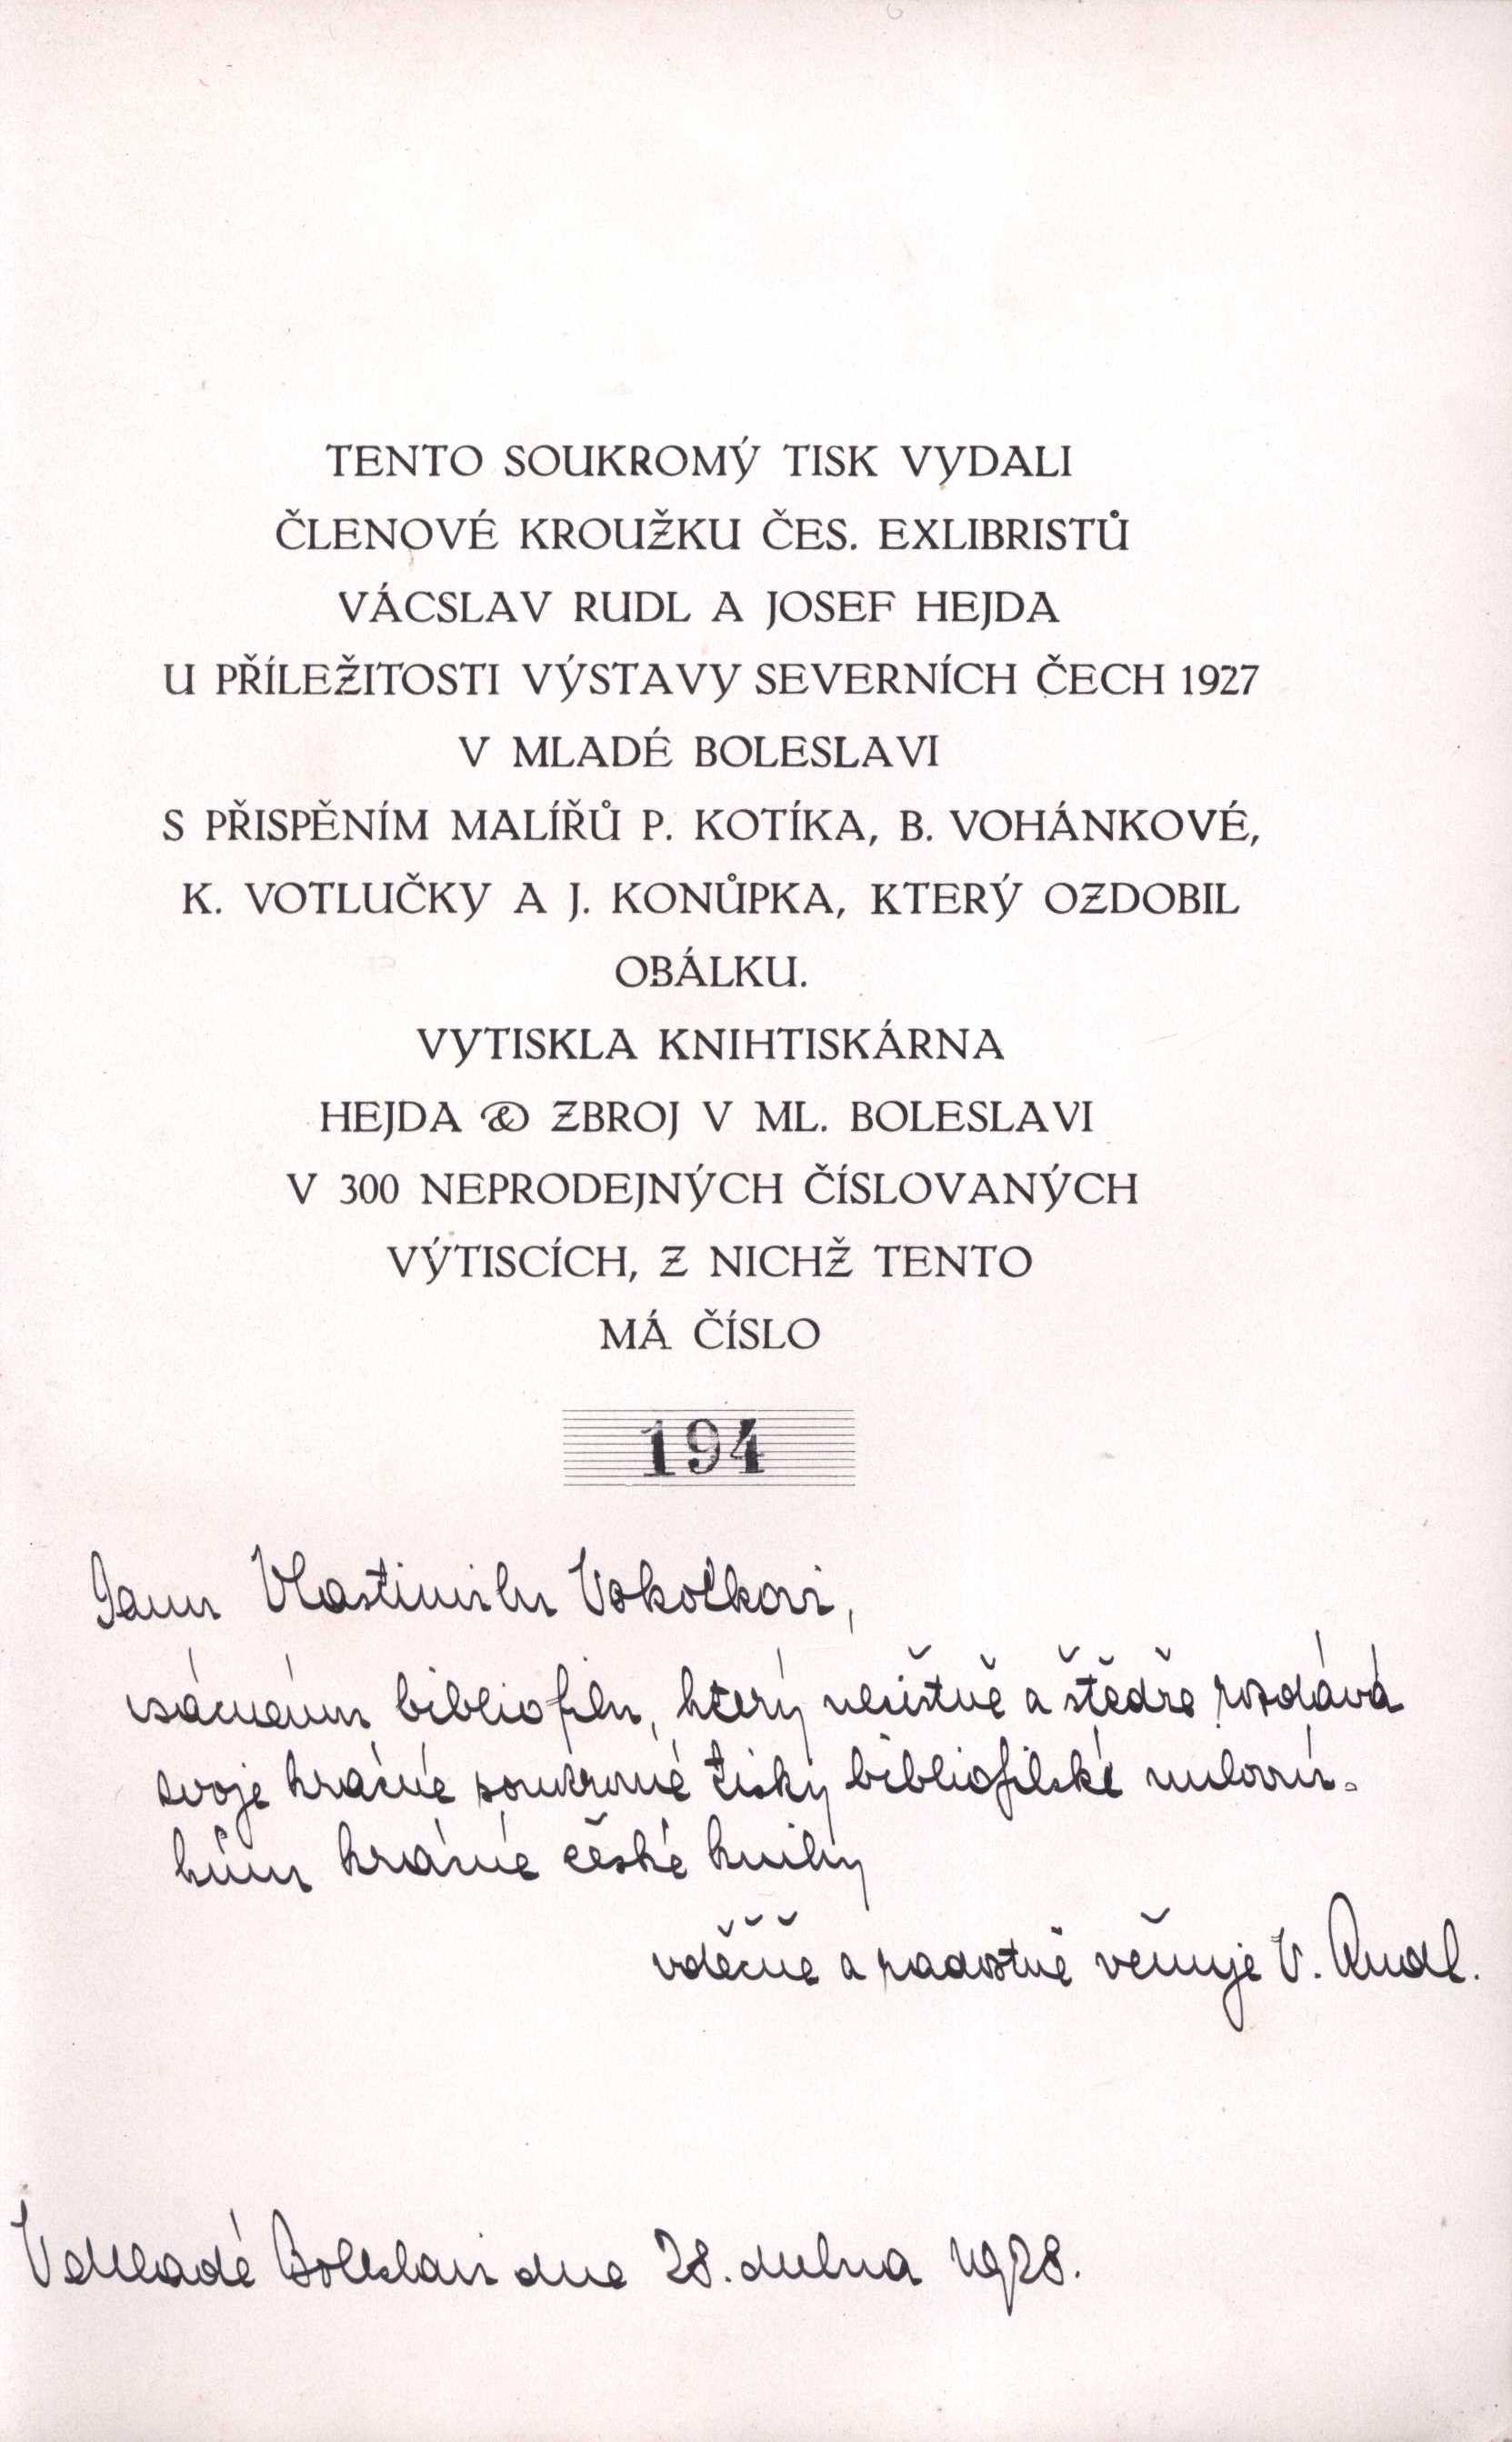 TENTO SOUKROMÝ TISK VYDALI
ČLENOVÉ KROUŽKU ČES. EXLIBRISTŮ
VÁCSLAV RUDL A JOSEF HEJDA
U PŘÍLEŽITOSTI VÝSTAVY SEVERNÍCH ČECH 1927
V MLADÉ BOLESLAVI
S PŘISPĚNÍM MALÍŘŮ P. KOTÍKA, B. VOHÁNKOVÉ,
K. VOTLUČKY A J. KONŮPKA, KTERÝ OZDOBIL
OBÁLKU.
VYTISKLA KNIHTISKÁRNA
HEJDA & ZBROJ V ML. BOLESLAVI
V 300 NEPRODEJNÝCH ČÍSLOVANÝCH
VÝTISCÍCH, Z NICHŽ TENTO
MÁ ČÍSLO
194
Panu Vlastimilu Vokolkovi,
vzácnému bibliofilu, který nezištně a štědře rozdává
svoje krásné soukromé tisky bibliofilské milovní-
kům krásné české knihy
vděčně a radostně věnuje V. Rudl.
V Mladé Boleslavi dne 28. dubna 1928.